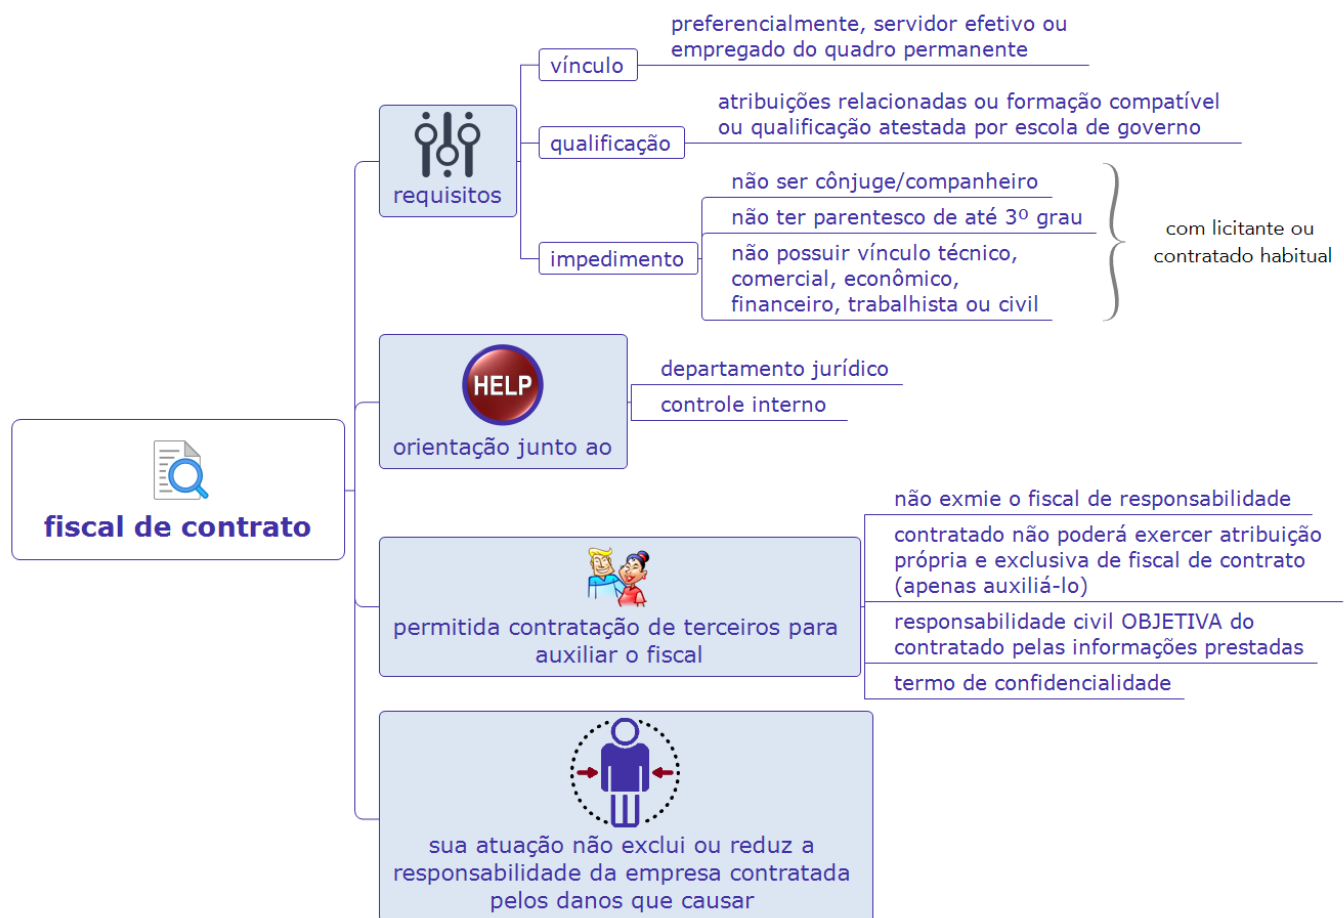 fiscal de contrato
requisitos
vínculo
preferencialmente, servidor efetivo ou
empregado do quadro permanente
qualificação
atribuições relacionadas ou formação compatível
ou qualificação atestada por escola de governo
impedimento
não ser cônjuge/companheiro
não ter parentesco de até 3º grau
não possuir vínculo técnico,
comercial, econômico,
financeiro, trabalhista ou civil
com licitante ou
contratado habitual
HELP
orientação junto ao
departamento jurídico
controle interno
permitida contratação de terceiros para
auxiliar o fiscal
não exmie o fiscal de responsabilidade
contratado não poderá exercer atribuição
própria e exclusiva de fiscal de contrato
(apenas auxiliá-lo)
responsabilidade civil OBJETIVA do
contratado pelas informações prestadas
termo de confidencialidade
sua atuação não exclui ou reduz a
responsabilidade da empresa contratada
pelos danos que causar